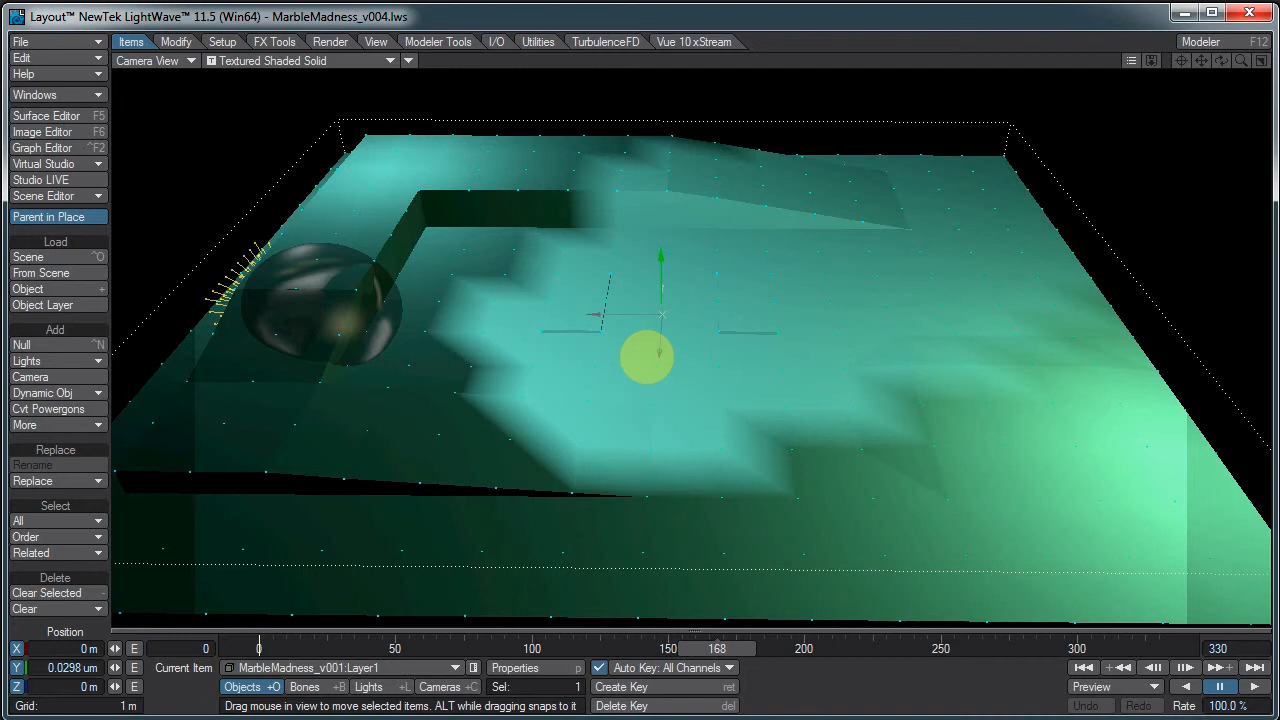 Layout™ NewTek LightWave™ 11.5 (Win64) - MarbleMadness_v004.lws
File
Items Modify Setup FX Tools Render View Modeler Tools I/O Utilities TurbulenceFD Vue 10 xStream Modeler F12
Edit
Camera View T Textured Shaded Solid
Help
Windows
Surface Editor F5
Image Editor F6
Graph Editor ^F2
Virtual Studio
Studio LIVE
Scene Editor
Parent in Place
Load
Scene ^O
From Scene
Object +
Object Layer
Add
Null ^N
Lights
Camera
Dynamic Obj
Cvt Powergons
More
Replace
Rename
Replace
Select
All
Order
Related
Delete
Clear Selected -
Clear
Position
X 0 m E 0 0 50 100 150 168 200 250 300 330
Y 0.0298 um E Current Item MarbleMadness_v001:Layer1 Properties p Auto Key: All Channels
Z 0 m E Objects +O Bones +B Lights +L Cameras +C Sel: 1 Create Key ret Preview
Grid: 1 m Drag mouse in view to move selected items. ALT while dragging snaps to it Delete Key del Undo Redo Rate 100.0 %